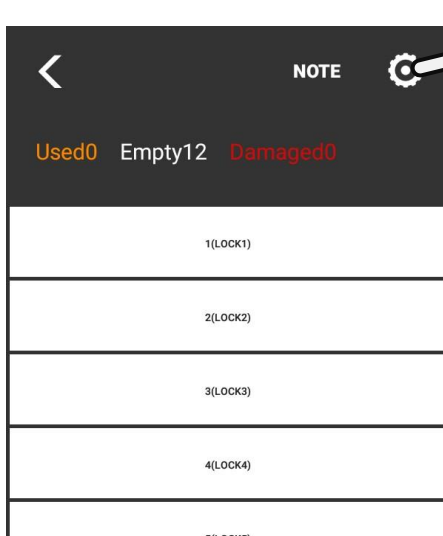 NOTE
Used0 Empty12 Damaged0
1(LOCK1)
2(LOCK2)
3(LOCK3)
4(LOCK4)